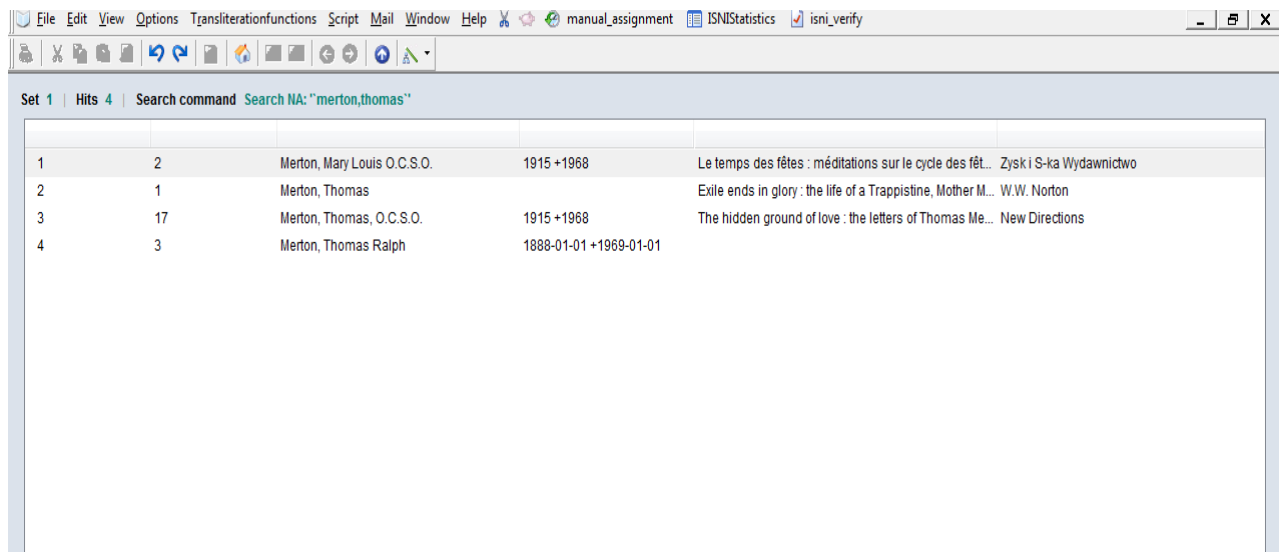 File Edit View Options Transliterationfunctions Script Mail Window Help manual_assignment ISNIStatistics isni_verify
Set 1 | Hits 4 | Search command Search NA: '`merton,thomas`'
1 2 Merton, Mary Louis O.C.S.O. 1915 +1968 Le temps des fêtes : méditations sur le cycle des fêt... Zysk i S-ka Wydawnictwo
2 1 Merton, Thomas Exile ends in glory : the life of a Trappistine, Mother M... W.W. Norton
3 17 Merton, Thomas, O.C.S.O. 1915 +1968 The hidden ground of love : the letters of Thomas Me... New Directions
4 3 Merton, Thomas Ralph 1888-01-01 +1969-01-01